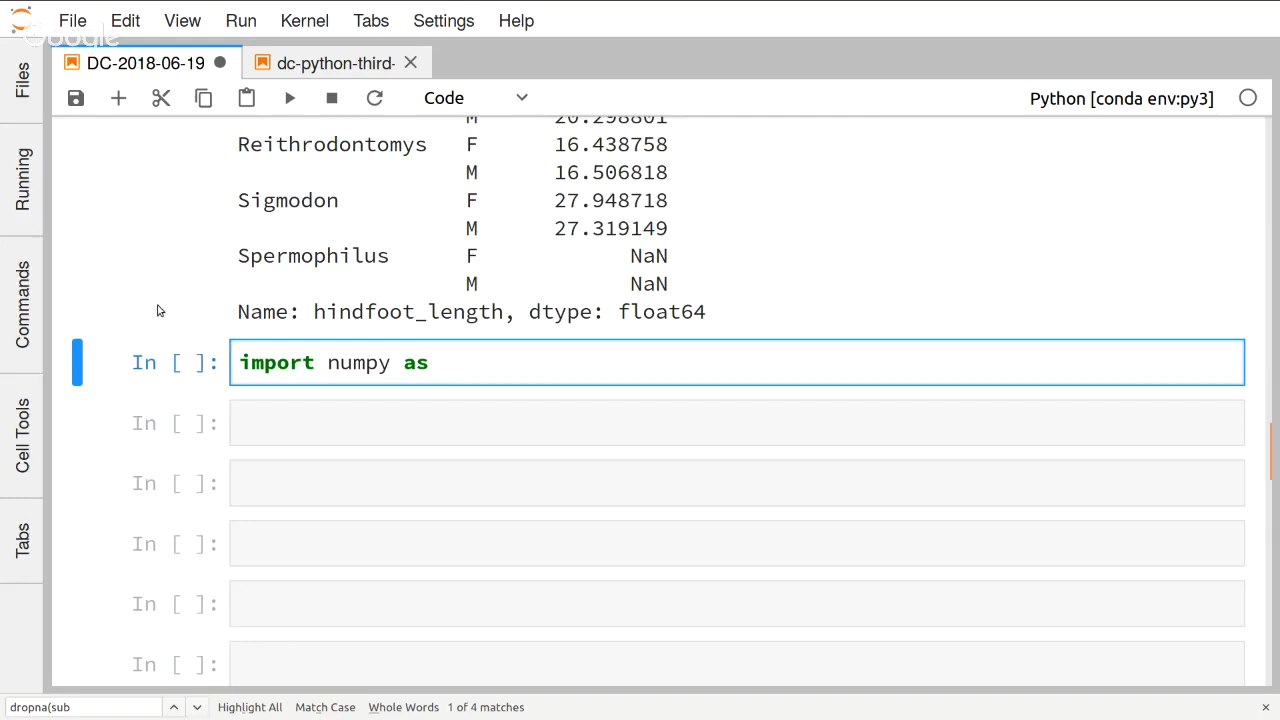 File Edit View Run Kernel Tabs Settings Help
Google
DC-2018-06-19 dc-python-third-
Code Python [conda env:py3]
Files
Running
Commands
Cell Tools
Tabs
M 20.298801
Reithrodontomys F 16.438758
M 16.506818
Sigmodon F 27.948718
M 27.319149
Spermophilus F NaN
M NaN
Name: hindfoot_length, dtype: float64
In [ ]: import numpy as
In [ ]:
In [ ]:
In [ ]:
In [ ]:
In [ ]:
dropna(sub Highlight All Match Case Whole Words 1 of 4 matches